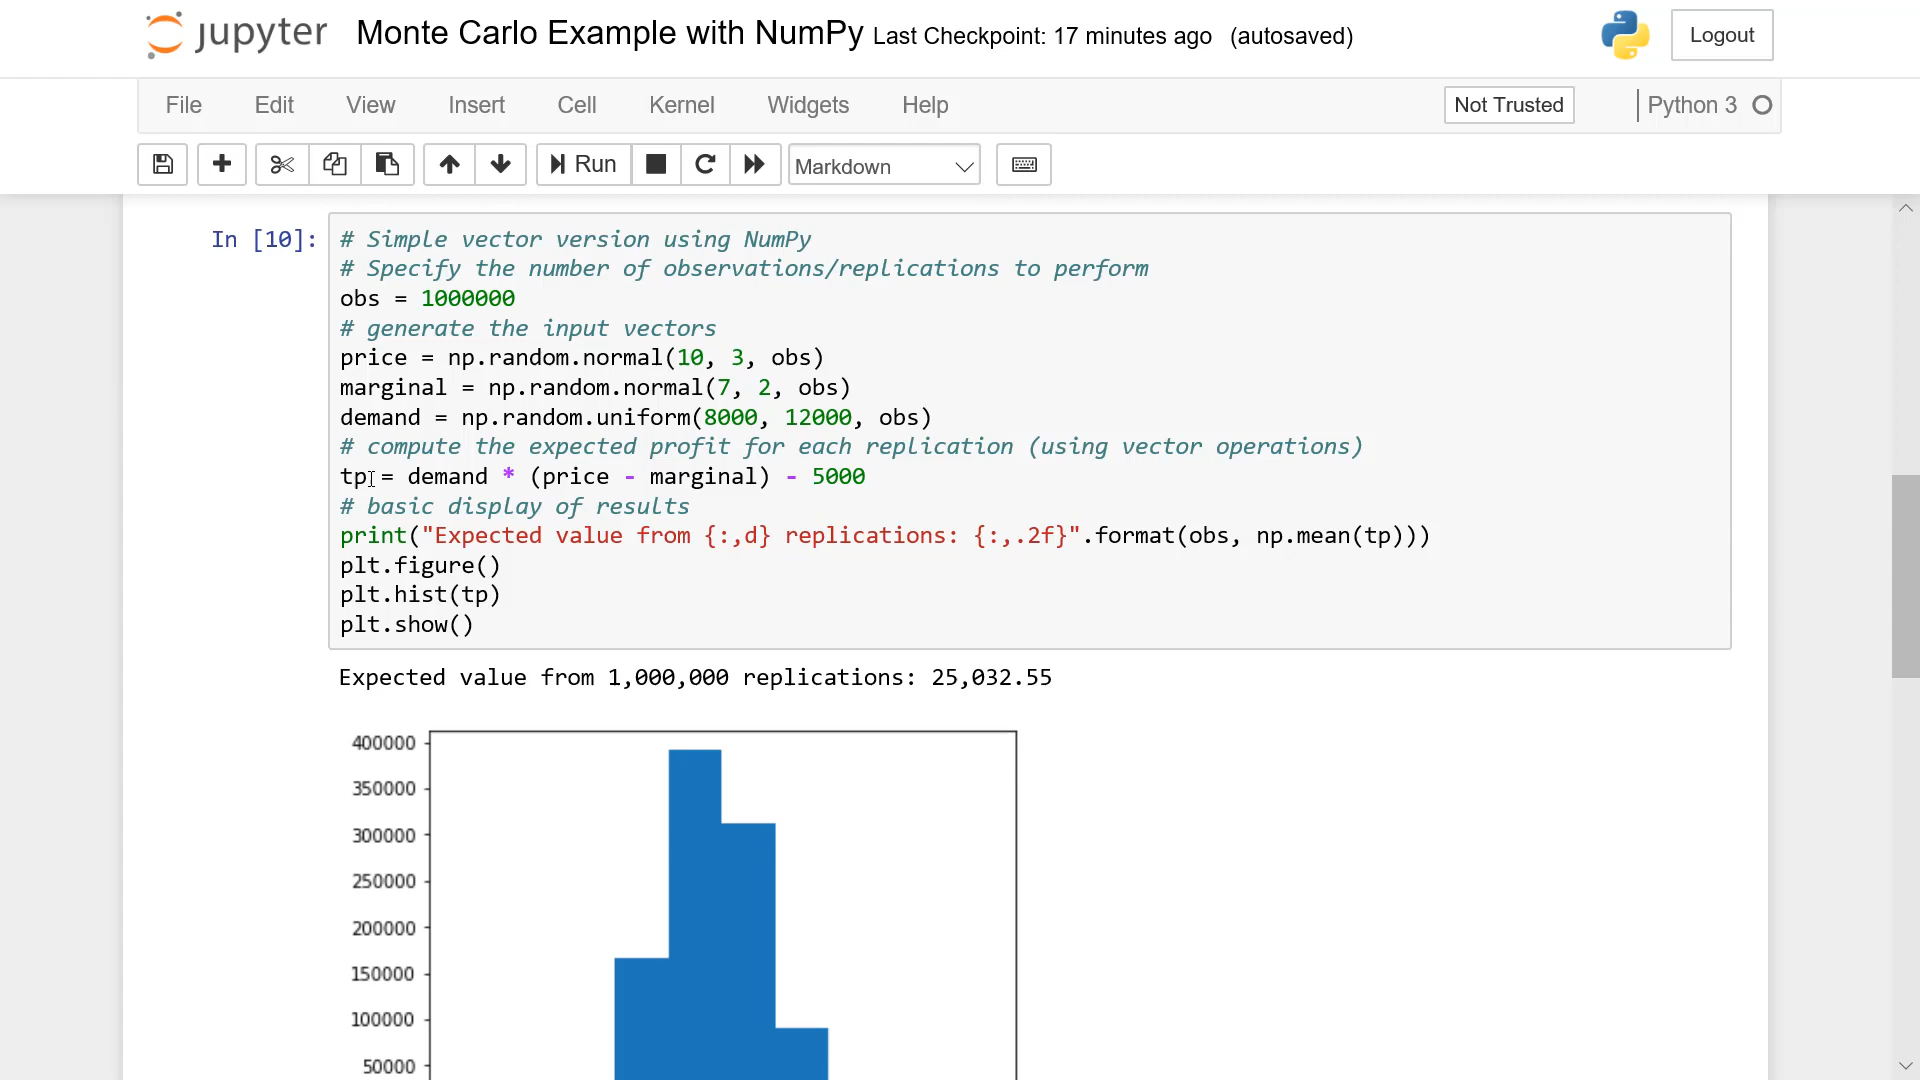 jupyter Monte Carlo Example with NumPy Last Checkpoint: 17 minutes ago (autosaved) Logout
File Edit View Insert Cell Kernel Widgets Help Not Trusted Python 3
Run Markdown
In [10]:
# Simple vector version using NumPy
# Specify the number of observations/replications to perform
obs = 1000000
# generate the input vectors
price = np.random.normal(10, 3, obs)
marginal = np.random.normal(7, 2, obs)
demand = np.random.uniform(8000, 12000, obs)
# compute the expected profit for each replication (using vector operations)
tp = demand * (price - marginal) - 5000
# basic display of results
print("Expected value from {:,d} replications: {:,.2f}".format(obs, np.mean(tp)))
plt.figure()
plt.hist(tp)
plt.show()
Expected value from 1,000,000 replications: 25,032.55
400000
350000
300000
250000
200000
150000
100000
50000